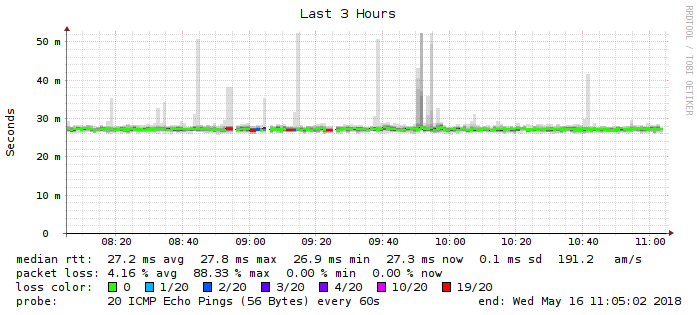 Last 3 Hours
RRDTOOL / TOBI OETIKER
Seconds
50 m
40 m
30 m
20 m
10 m
0
08:20 08:40 09:00 09:20 09:40 10:00 10:20 10:40 11:00
median rtt: 27.2 ms avg 27.8 ms max 26.9 ms min 27.3 ms now 0.1 ms sd 191.2 am/s
packet loss: 4.16 % avg 88.33 % max 0.00 % min 0.00 % now
loss color: 0 1/20 2/20 3/20 4/20 10/20 19/20
probe: 20 ICMP Echo Pings (56 Bytes) every 60s end: Wed May 16 11:05:02 2018